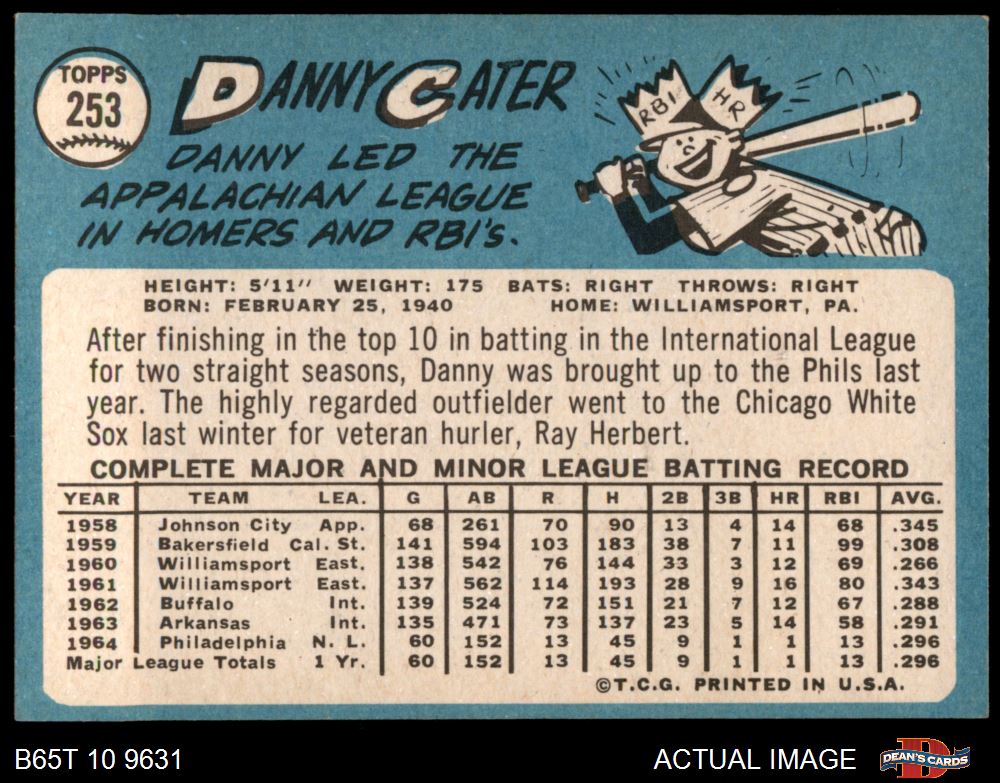 TOPPS
253
DANNY CATER
RBI HR
DANNY LED THE
APPALACHIAN LEAGUE
IN HOMERS AND RBI'S.
HEIGHT: 5'11" WEIGHT: 175 BATS: RIGHT THROWS: RIGHT
BORN: FEBRUARY 25, 1940 HOME: WILLIAMSPORT, PA.
After finishing in the top 10 in batting in the International League
for two straight seasons, Danny was brought up to the Phils last
year. The highly regarded outfielder went to the Chicago White
Sox last winter for veteran hurler, Ray Herbert.
COMPLETE MAJOR AND MINOR LEAGUE BATTING RECORD
YEAR TEAM LEA. G AB R H 2B 3B HR RBI AVG.
1958 Johnson City App. 68 261 70 90 13 4 14 68 .345
1959 Bakersfield Cal. St. 141 594 103 183 38 7 11 99 .308
1960 Williamsport East. 138 542 76 144 33 3 12 69 .266
1961 Williamsport East. 137 562 114 193 28 9 16 80 .343
1962 Buffalo Int. 139 524 72 151 21 7 12 67 .288
1963 Arkansas Int. 135 471 73 137 23 5 14 58 .291
1964 Philadelphia N. L. 60 152 13 45 9 1 1 13 .296
Major League Totals 1 Yr. 60 152 13 45 9 1 1 13 .296
©T.C.G. PRINTED IN U.S.A.
B65T 10 9631 ACTUAL IMAGE DEAN'S CARDS